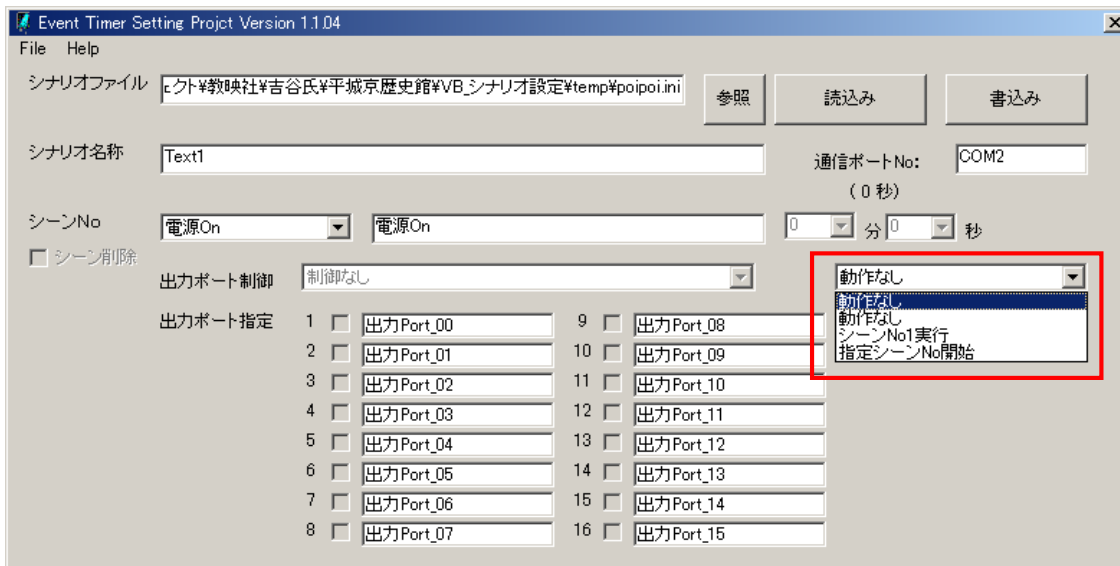 Event Timer Setting Projct Version 1.1.04
File Help
シナリオファイル
ェクト¥教映社¥吉谷氏¥平城京歴史館¥VB_シナリオ設定¥temp¥poipoi.ini
参照
読込み
書込み
シナリオ名称
Text1
通信ポートNo:
COM2
(0秒)
シーンNo
電源On
電源On
0
分
0
秒
シーン削除
出力ポート制御
制御なし
動作なし
動作なし
動作なし
シーンNo1実行
指定シーンNo開始
出力ポート指定
1 出力Port_00
2 出力Port_01
3 出力Port_02
4 出力Port_03
5 出力Port_04
6 出力Port_05
7 出力Port_06
8 出力Port_07
9 出力Port_08
10 出力Port_09
11 出力Port_10
12 出力Port_11
13 出力Port_12
14 出力Port_13
15 出力Port_14
16 出力Port_15